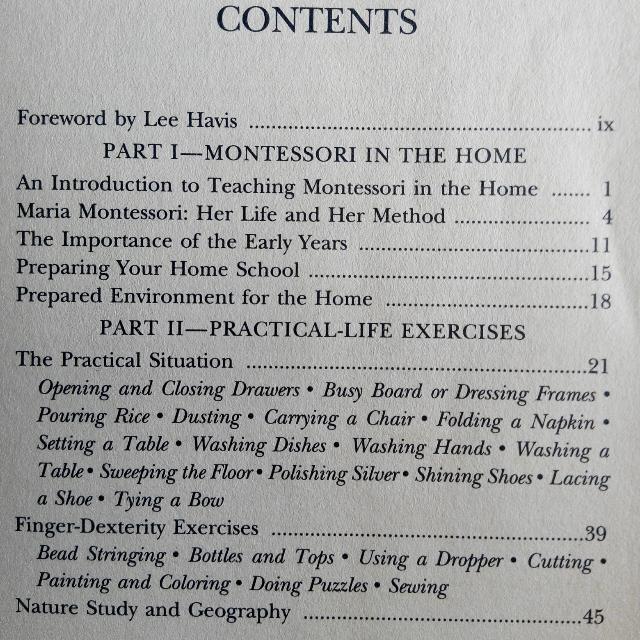 CONTENTS
Foreword by Lee Havis ........................................................ ix
PART I—MONTESSORI IN THE HOME
An Introduction to Teaching Montessori in the Home ....... 1
Maria Montessori: Her Life and Her Method ...................... 4
The Importance of the Early Years ......................................11
Preparing Your Home School ..............................................15
Prepared Environment for the Home .................................18
PART II—PRACTICAL-LIFE EXERCISES
The Practical Situation .........................................................21
Opening and Closing Drawers • Busy Board or Dressing Frames •
Pouring Rice • Dusting • Carrying a Chair • Folding a Napkin •
Setting a Table • Washing Dishes • Washing Hands • Washing a
Table • Sweeping the Floor • Polishing Silver • Shining Shoes • Lacing
a Shoe • Tying a Bow
Finger-Dexterity Exercises ....................................................39
Bead Stringing • Bottles and Tops • Using a Dropper • Cutting •
Painting and Coloring • Doing Puzzles • Sewing
Nature Study and Geography ..............................................45